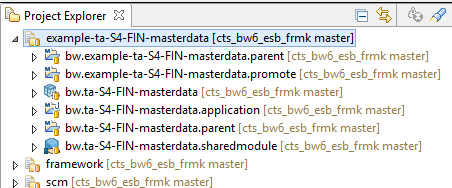 Project Explorer
example-ta-S4-FIN-masterdata [cts_bw6_esb_frmk master]
bw.example-ta-S4-FIN-masterdata.parent [cts_bw6_esb_frmk master]
bw.example-ta-S4-FIN-masterdata.promote [cts_bw6_esb_frmk master]
bw.ta-S4-FIN-masterdata [cts_bw6_esb_frmk master]
bw.ta-S4-FIN-masterdata.application [cts_bw6_esb_frmk master]
bw.ta-S4-FIN-masterdata.parent [cts_bw6_esb_frmk master]
bw.ta-S4-FIN-masterdata.sharedmodule [cts_bw6_esb_frmk master]
framework [cts_bw6_esb_frmk master]
scm [cts_bw6_esb_frmk master]